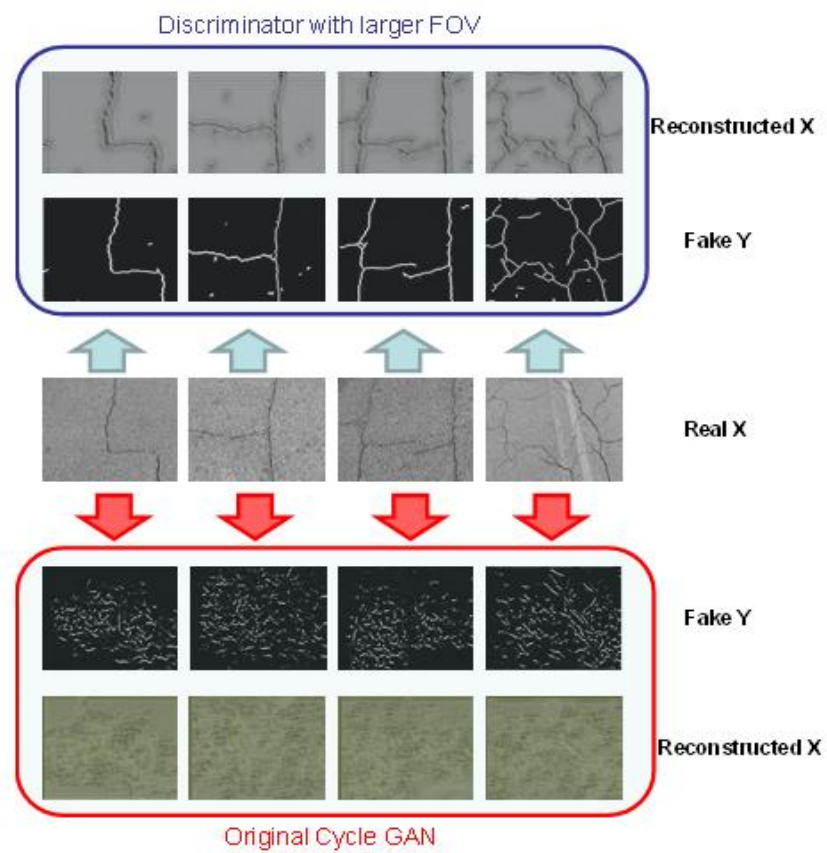 Discriminator with larger FOV
Reconstructed X
Fake Y
Real X
Fake Y
Reconstructed X
Original Cycle GAN